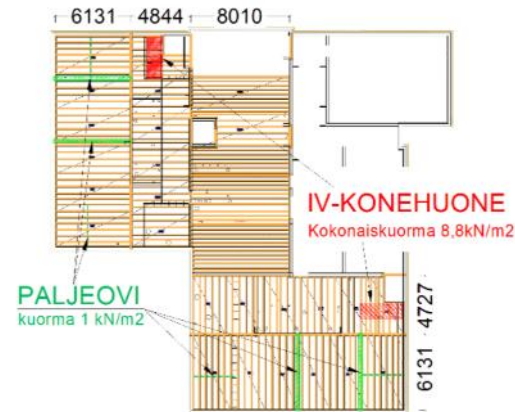 6131 4844 8010
IV-KONEHUONE
Kokonaiskuorma 8,8kN/m2
PALJEOVI
kuorma 1 kN/m2
4727
6131